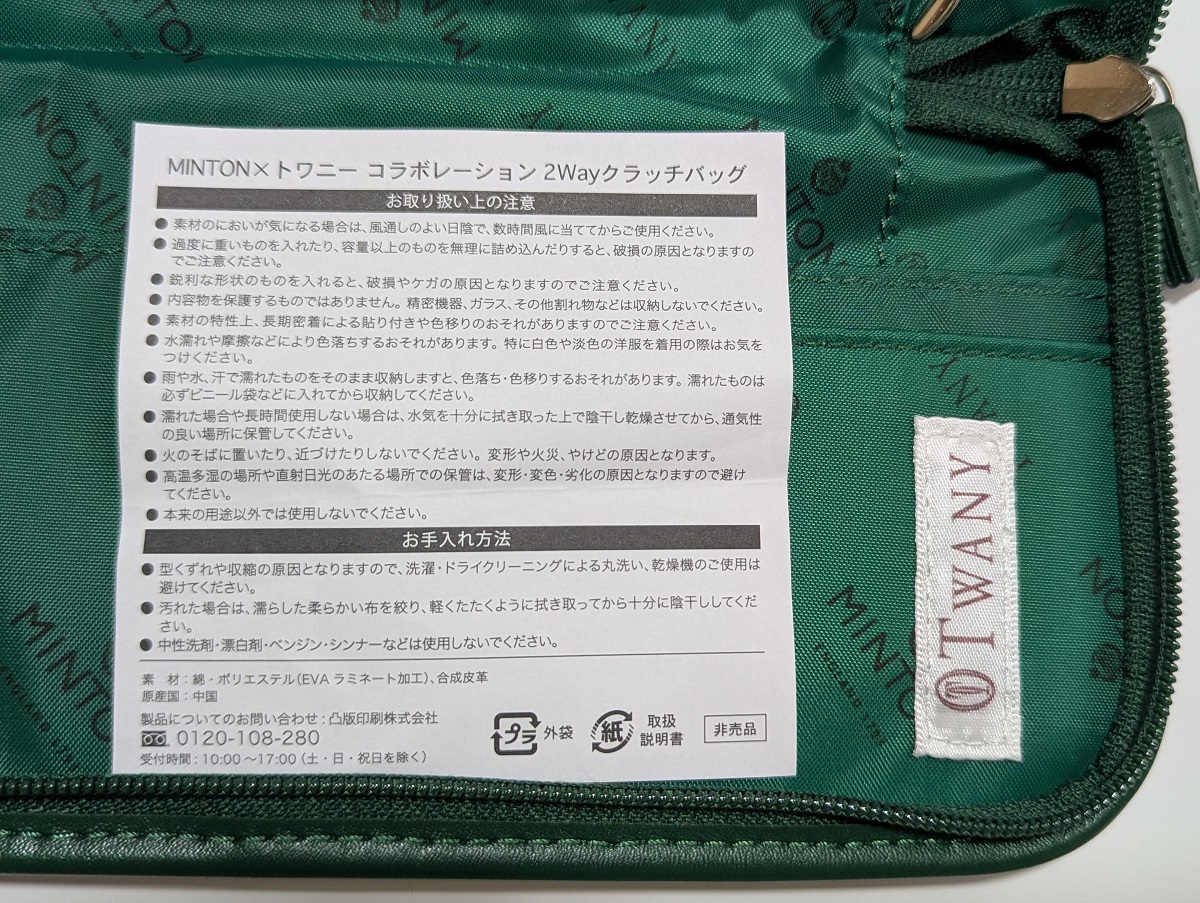 MINTON×トワニー コラボレーション 2Wayクラッチバッグ
お取り扱い上の注意
● 素材のにおいが気になる場合は、風通しのよい日陰で、数時間風に当ててからご使用ください。
● 過度に重いものを入れたり、容量以上のものを無理に詰め込んだりすると、破損の原因となりますの
でご注意ください。
● 鋭利な形状のものを入れると、破損やケガの原因となりますのでご注意ください。
● 内容物を保護するものではありません。精密機器、ガラス、その他割れ物などは収納しないでください。
● 素材の特性上、長期密着による貼り付きや色移りのおそれがありますのでご注意ください。
● 水濡れや摩擦などにより色落ちするおそれがあります。特に白色や淡色の洋服を着用の際はお気を
つけください。
● 雨や水、汗で濡れたものをそのまま収納しますと、色落ち・色移りするおそれがあります。濡れたものは
必ずビニール袋などに入れてから収納してください。
● 濡れた場合や長時間使用しない場合は、水気を十分に拭き取った上で陰干し乾燥させてから、通気性
の良い場所に保管してください。
● 火のそばに置いたり、近づけたりしないでください。変形や火災、やけどの原因となります。
● 高温多湿の場所や直射日光のあたる場所での保管は、変形・変色・劣化の原因となりますので避け
てください。
● 本来の用途以外では使用しないでください。
お手入れ方法
● 型くずれや収縮の原因となりますので、洗濯・ドライクリーニングによる丸洗い、乾燥機のご使用は
避けてください。
● 汚れた場合は、濡らした柔らかい布を絞り、軽くたたくように拭き取ってから十分に陰干ししてくだ
さい。
● 中性洗剤・漂白剤・ベンジン・シンナーなどは使用しないでください。
素 材：綿・ポリエステル(EVA ラミネート加工)、合成皮革
原産国：中国
製品についてのお問い合わせ：凸版印刷株式会社
0120-108-280
受付時間：10:00～17:00（土・日・祝日を除く）
プラ 外袋
紙 取扱
説明書
非売品
TWANY
MINTON
MINTON
MINTON